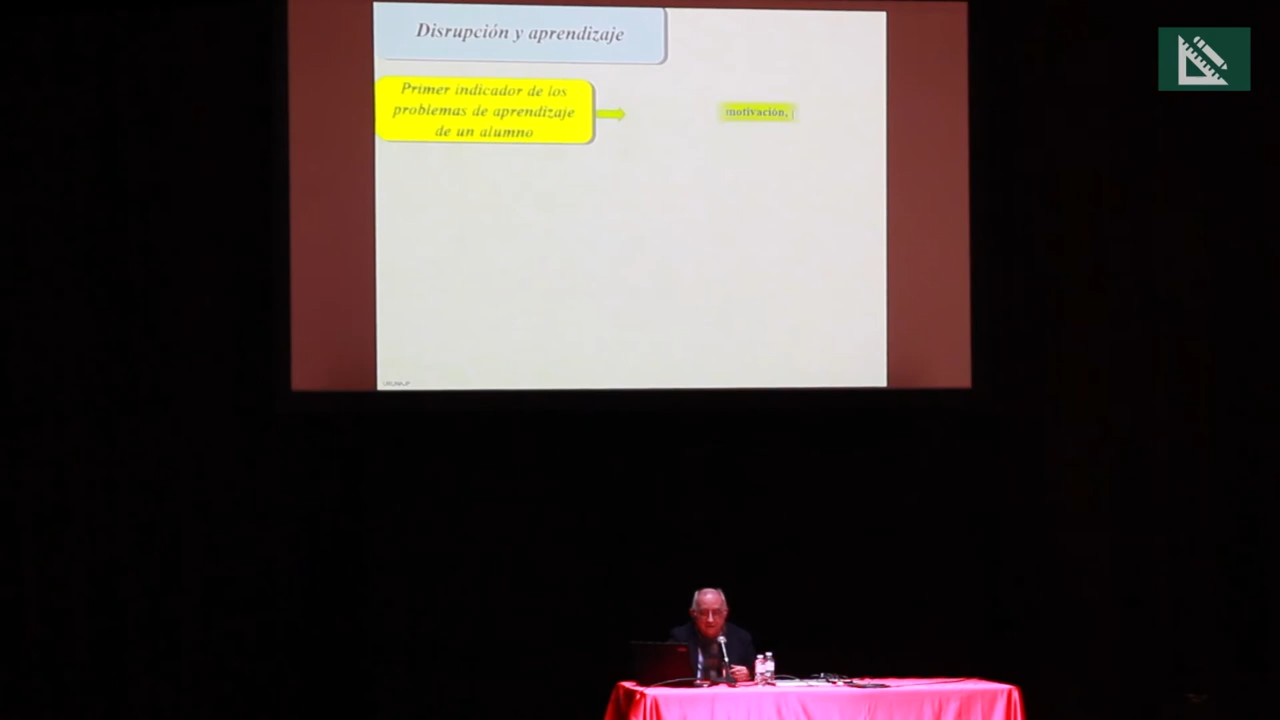 Disrupción y aprendizaje
Primer indicador de los
problemas de aprendizaje
de un alumno
motivación,